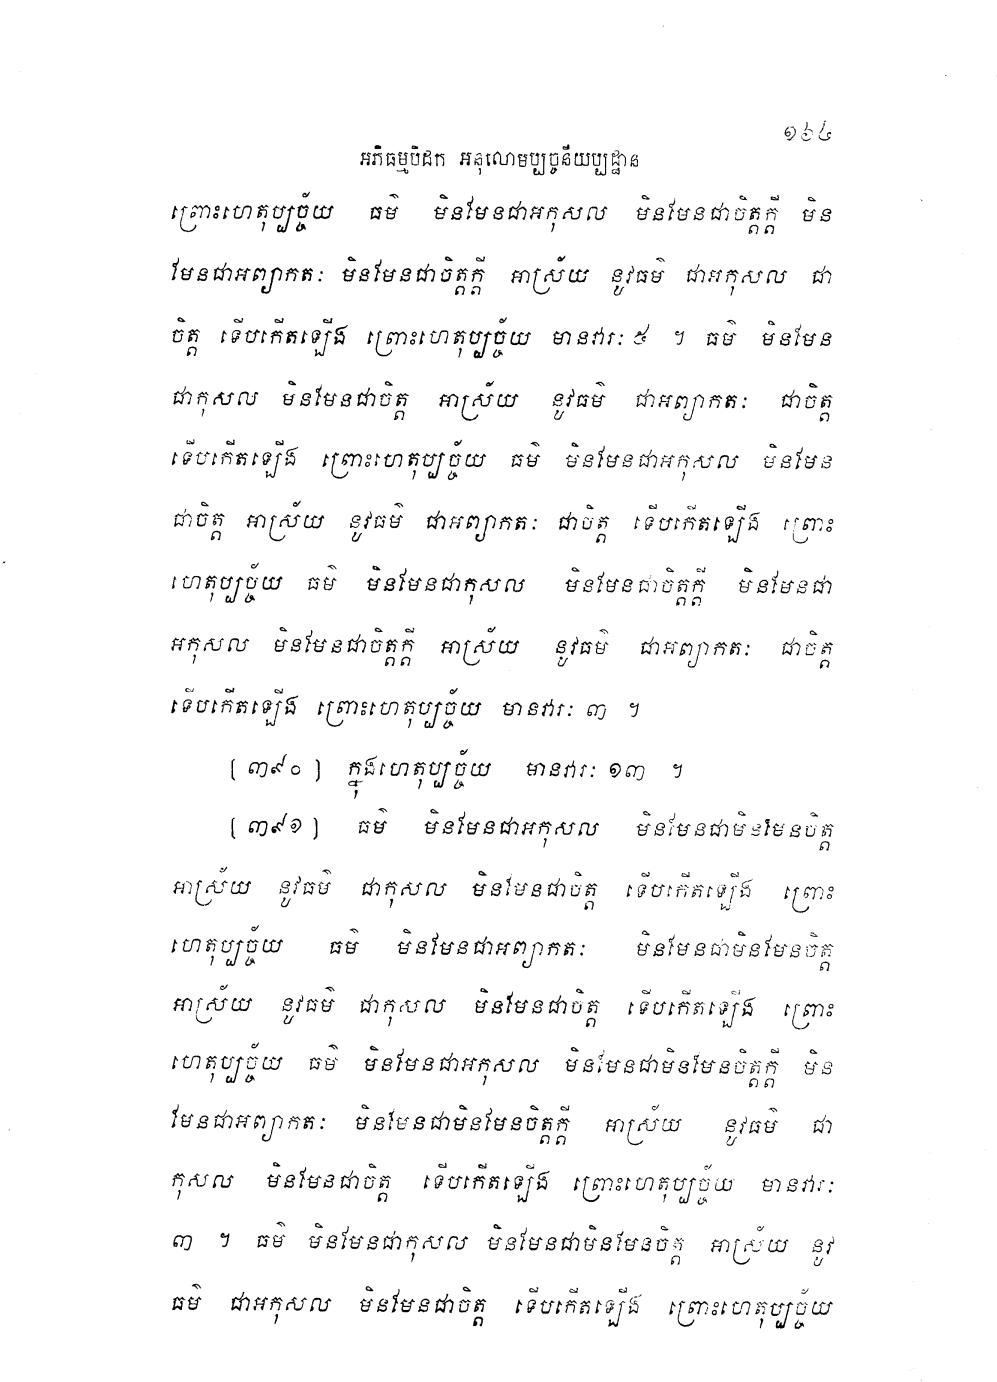 ១៦៤
អភិធម្មបិដក អនុលោមប្បច្ចនីយប្បដ្ឋាន
ព្រោះហេតុប្បច្ច័យ ធម៌ មិនមែនជាអកុសល មិនមែនជាចិត្តក្តី មិន
មែនជាអព្យាកតៈ មិនមែនជាចិត្តក្តី អាស្រ័យ នូវធម៌ ជាអកុសល ជា
ចិត្ត ទើបកើតឡើង ព្រោះហេតុប្បច្ច័យ មានវារៈ ៥ ។ ធម៌ មិនមែន
ជាកុសល មិនមែនជាចិត្ត អាស្រ័យ នូវធម៌ ជាអព្យាកតៈ ជាចិត្ត
ទើបកើតឡើង ព្រោះហេតុប្បច្ច័យ ធម៌ មិនមែនជាអកុសល មិនមែន
ជាចិត្ត អាស្រ័យ នូវធម៌ ជាអព្យាកតៈ ជាចិត្ត ទើបកើតឡើង ព្រោះ
ហេតុប្បច្ច័យ ធម៌ មិនមែនជាកុសល មិនមែនជាចិត្តក្តី មិនមែនជា
អកុសល មិនមែនជាចិត្តក្តី អាស្រ័យ នូវធម៌ ជាអព្យាកតៈ ជាចិត្ត
ទើបកើតឡើង ព្រោះហេតុប្បច្ច័យ មានវារៈ ៣ ។
[ ៣៩០ ] ក្នុងហេតុប្បច្ច័យ មានវារៈ ១៣ ។
[ ៣៩១ ] ធម៌ មិនមែនជាអកុសល មិនមែនជាមិនមែនចិត្ត
អាស្រ័យ នូវធម៌ ជាកុសល មិនមែនជាចិត្ត ទើបកើតឡើង ព្រោះ
ហេតុប្បច្ច័យ ធម៌ មិនមែនជាអព្យាកតៈ មិនមែនជាមិនមែនចិត្ត
អាស្រ័យ នូវធម៌ ជាកុសល មិនមែនជាចិត្ត ទើបកើតឡើង ព្រោះ
ហេតុប្បច្ច័យ ធម៌ មិនមែនជាអកុសល មិនមែនជាមិនមែនចិត្តក្តី មិន
មែនជាអព្យាកតៈ មិនមែនជាមិនមែនចិត្តក្តី អាស្រ័យ នូវធម៌ ជា
កុសល មិនមែនជាចិត្ត ទើបកើតឡើង ព្រោះហេតុប្បច្ច័យ មានវារៈ
៣ ។ ធម៌ មិនមែនជាកុសល មិនមែនជាមិនមែនចិត្ត អាស្រ័យ នូវ
ធម៌ ជាអកុសល មិនមែនជាចិត្ត ទើបកើតឡើង ព្រោះហេតុប្បច្ច័យ